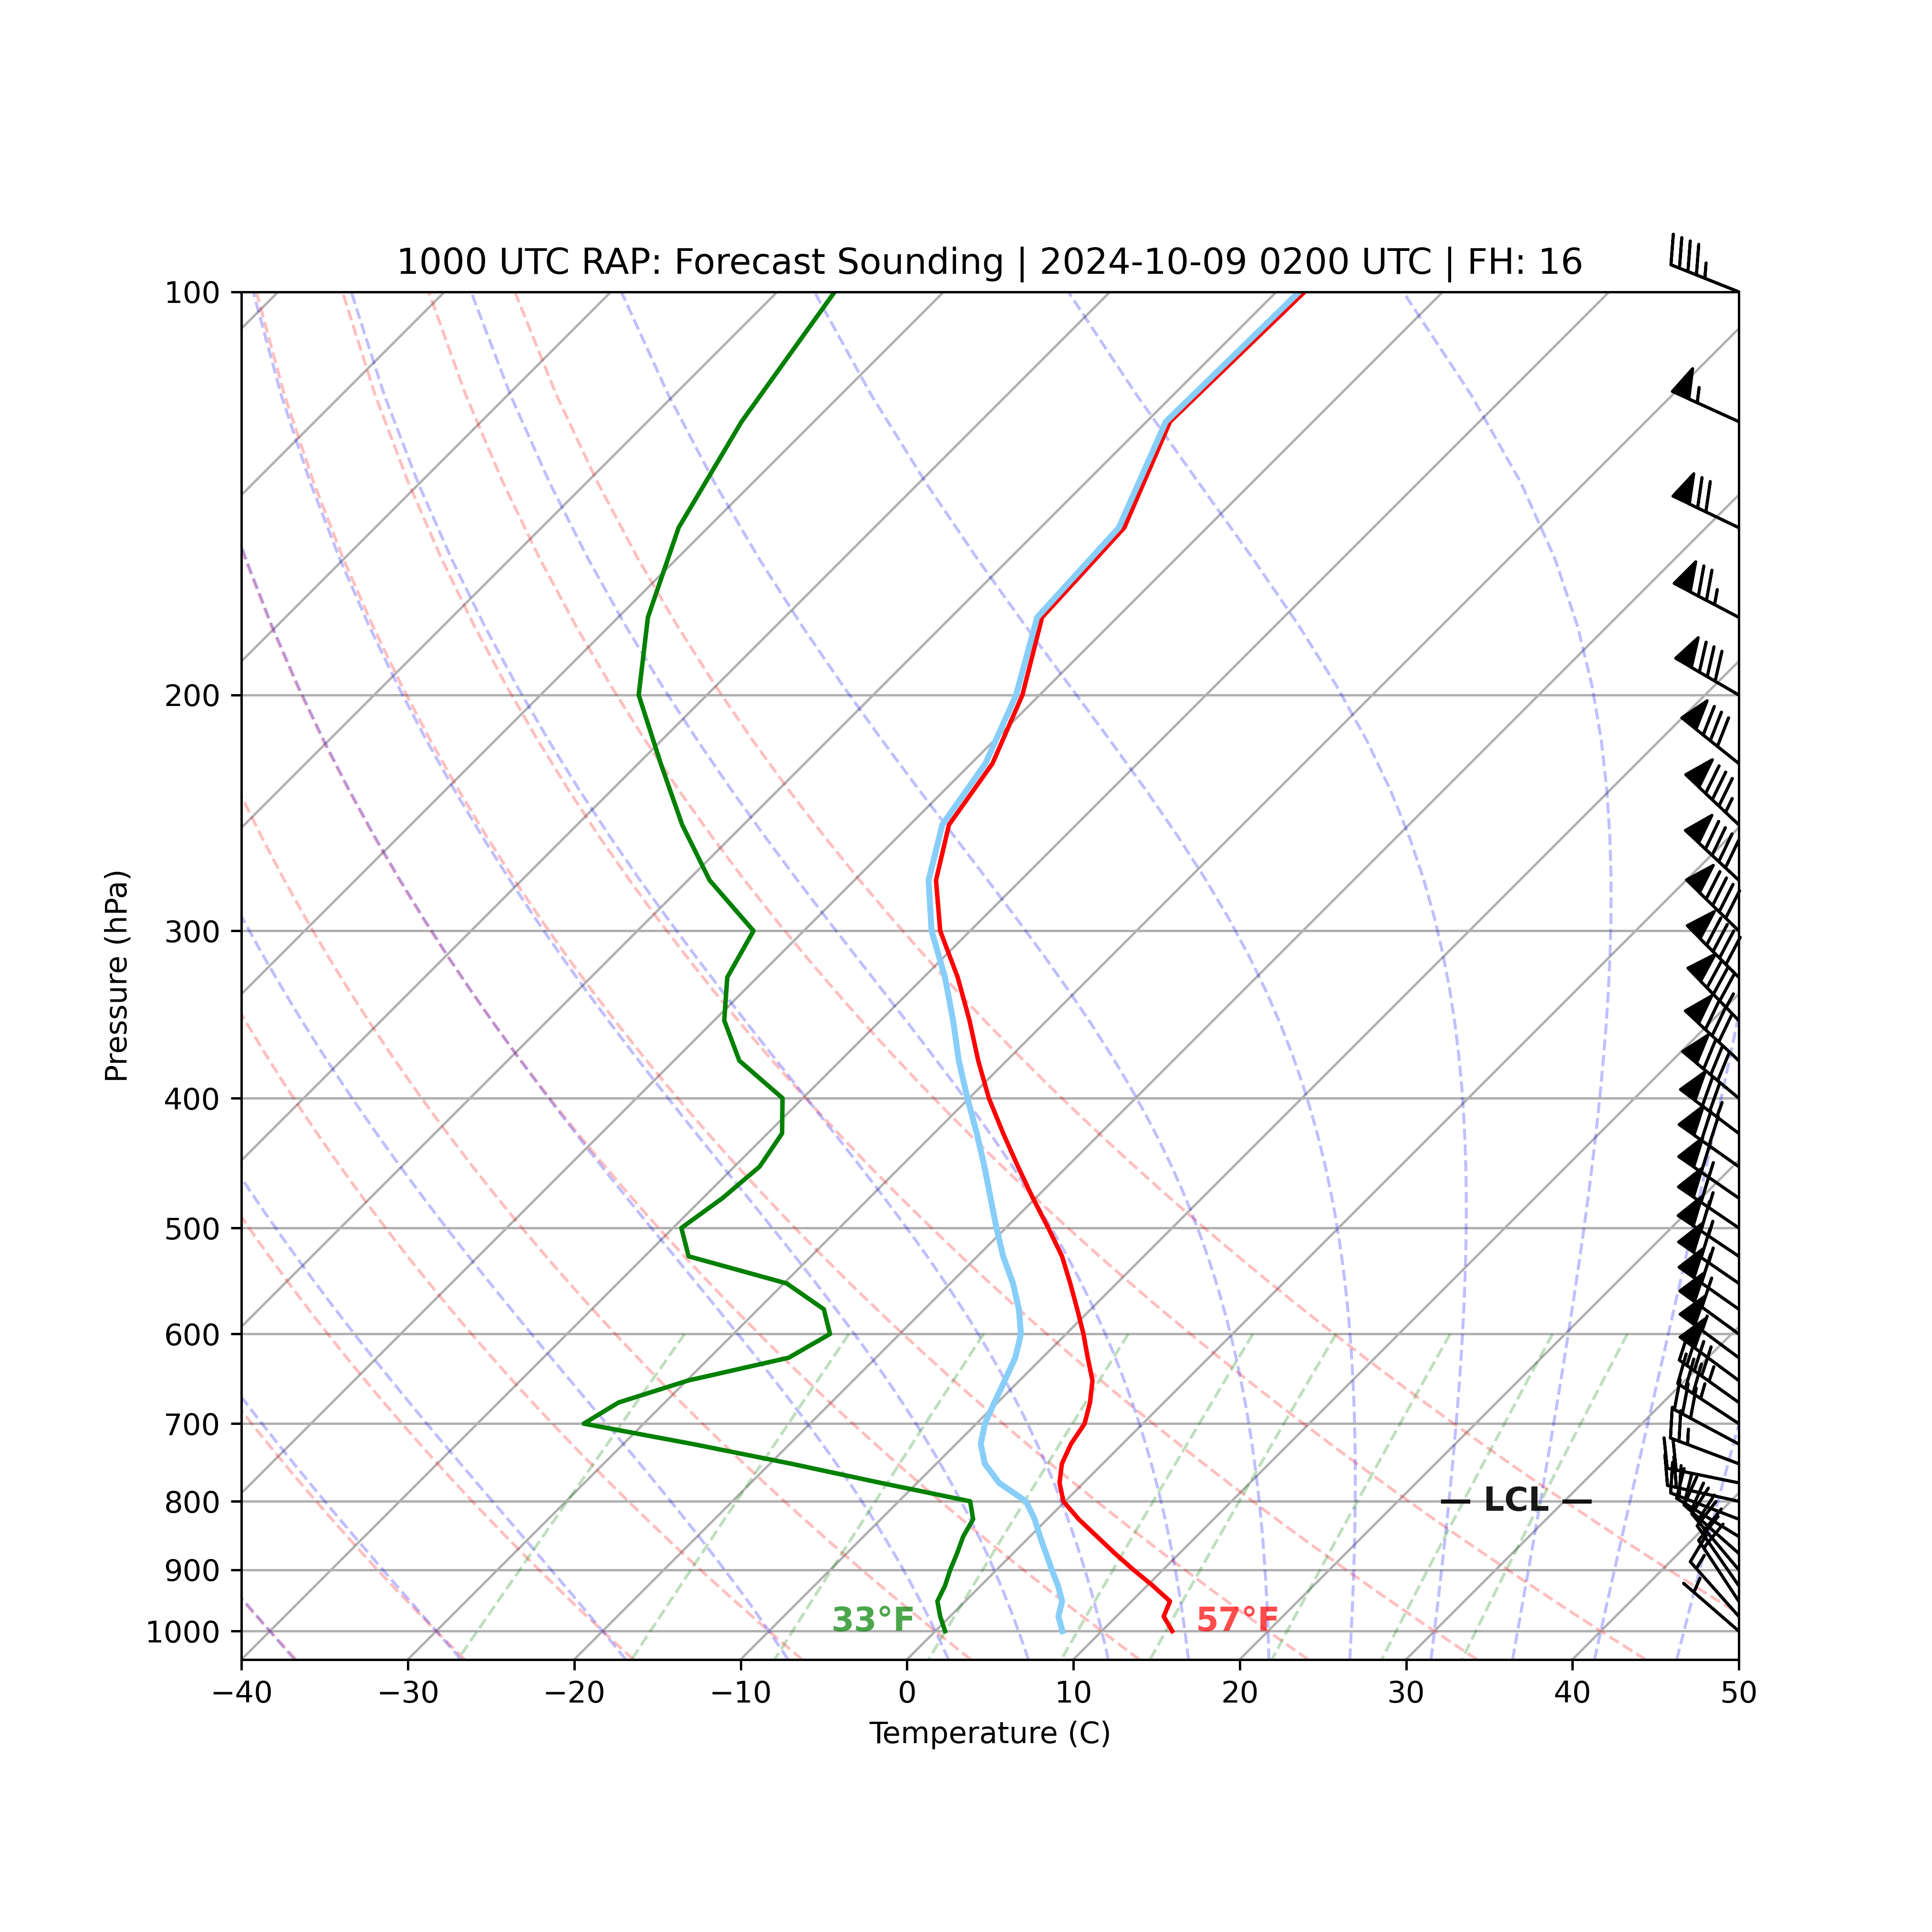 1000 UTC RAP: Forecast Sounding | 2024-10-09 0200 UTC | FH: 16
100
200
300
400
500
600
700
800
900
1000
Pressure (hPa)
— LCL —
33°F
57°F
−40 −30 −20 −10 0 10 20 30 40 50
Temperature (C)